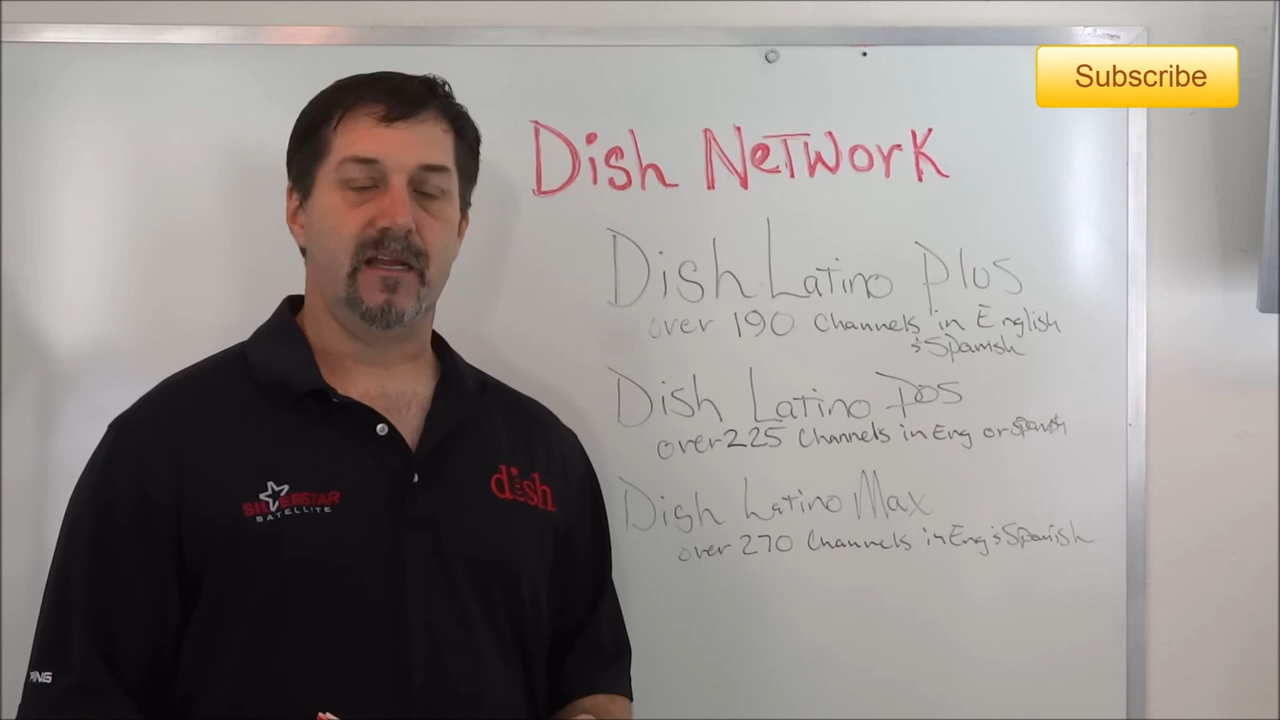 Subscribe
Dish Network
Dish Latino Plus
over 190 Channels in English
& Spanish
Dish Latino Dos
over 225 Channels in Eng or Spanish
Dish Latino Max
over 270 Channels in Eng & Spanish
SILVERSTAR
SATELLITE
dish
PING